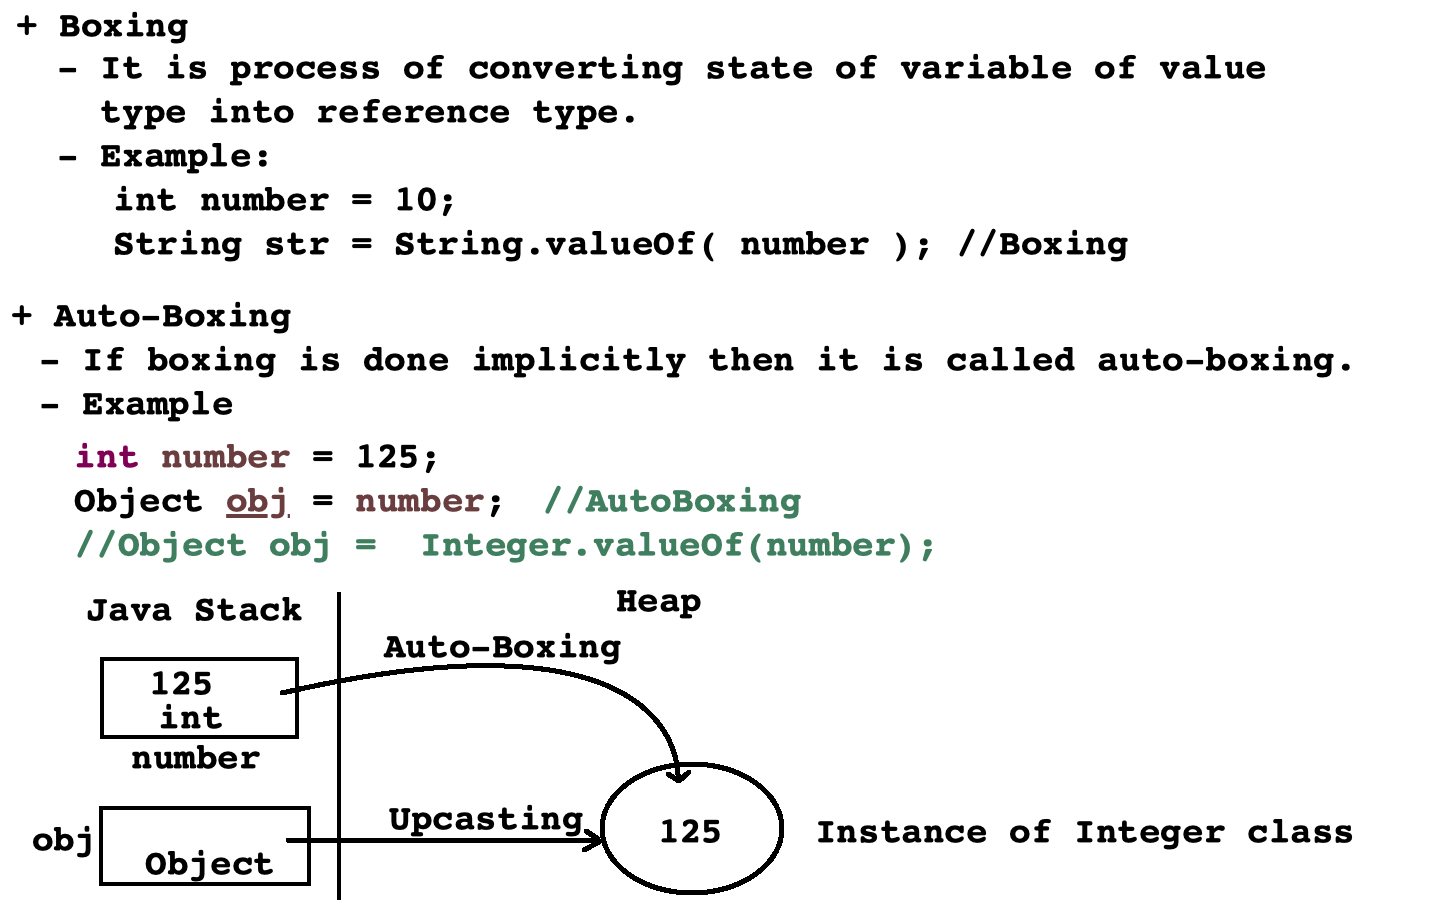 + Boxing
- It is process of converting state of variable of value
type into reference type.
- Example:
int number = 10;
String str = String.valueOf( number ); //Boxing
+ Auto-Boxing
- If boxing is done implicitly then it is called auto-boxing.
- Example
int number = 125;
Object obj = number; //AutoBoxing
//Object obj = Integer.valueOf(number);
Java Stack
Heap
Auto-Boxing
125
int
number
obj
Object
Upcasting
125
Instance of Integer class